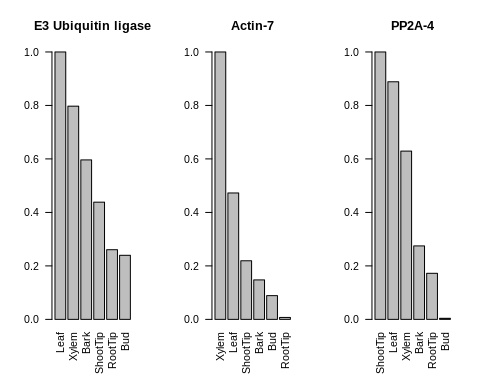 E3 Ubiquitin ligase
1.0
0.8
0.6
0.4
0.2
0.0
Leaf
Xylem
Bark
ShootTip
RootTip
Bud
Actin-7
1.0
0.8
0.6
0.4
0.2
0.0
Xylem
Leaf
ShootTip
Bark
Bud
RootTip
PP2A-4
1.0
0.8
0.6
0.4
0.2
0.0
ShootTip
Leaf
Xylem
Bark
RootTip
Bud